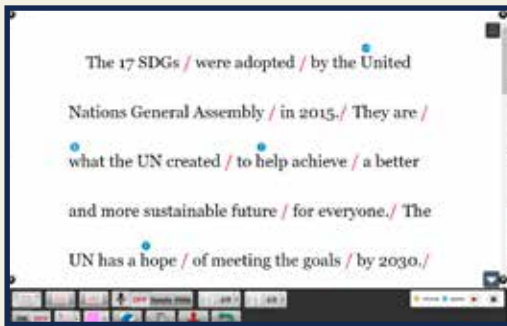 The 17 SDGs / were adopted / by the United
Nations General Assembly / in 2015./ They are /
what the UN created / to help achieve / a better
and more sustainable future / for everyone./ The
UN has a hope / of meeting the goals / by 2030./
OFF